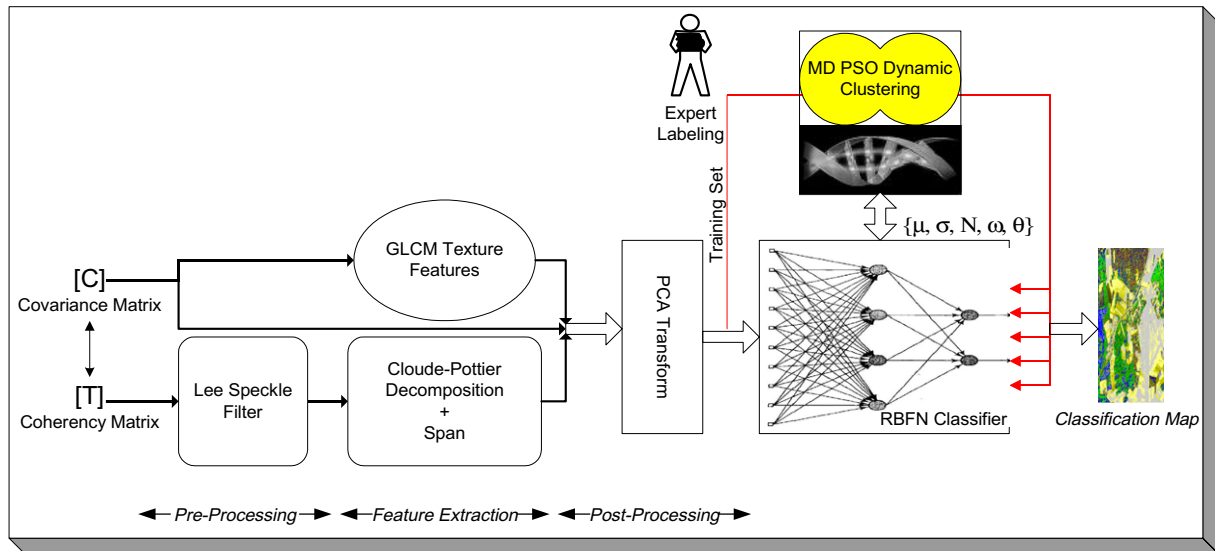 MD PSO Dynamic
Clustering
Expert
Labeling
Training Set
{μ, σ, N, ω, θ}
GLCM Texture
Features
[C]
Covariance Matrix
PCA Transform
[T]
Coherency Matrix
Lee Speckle
Filter
Cloude-Pottier
Decomposition
+
Span
RBFN Classifier
Classification Map
Pre-Processing
Feature Extraction
Post-Processing